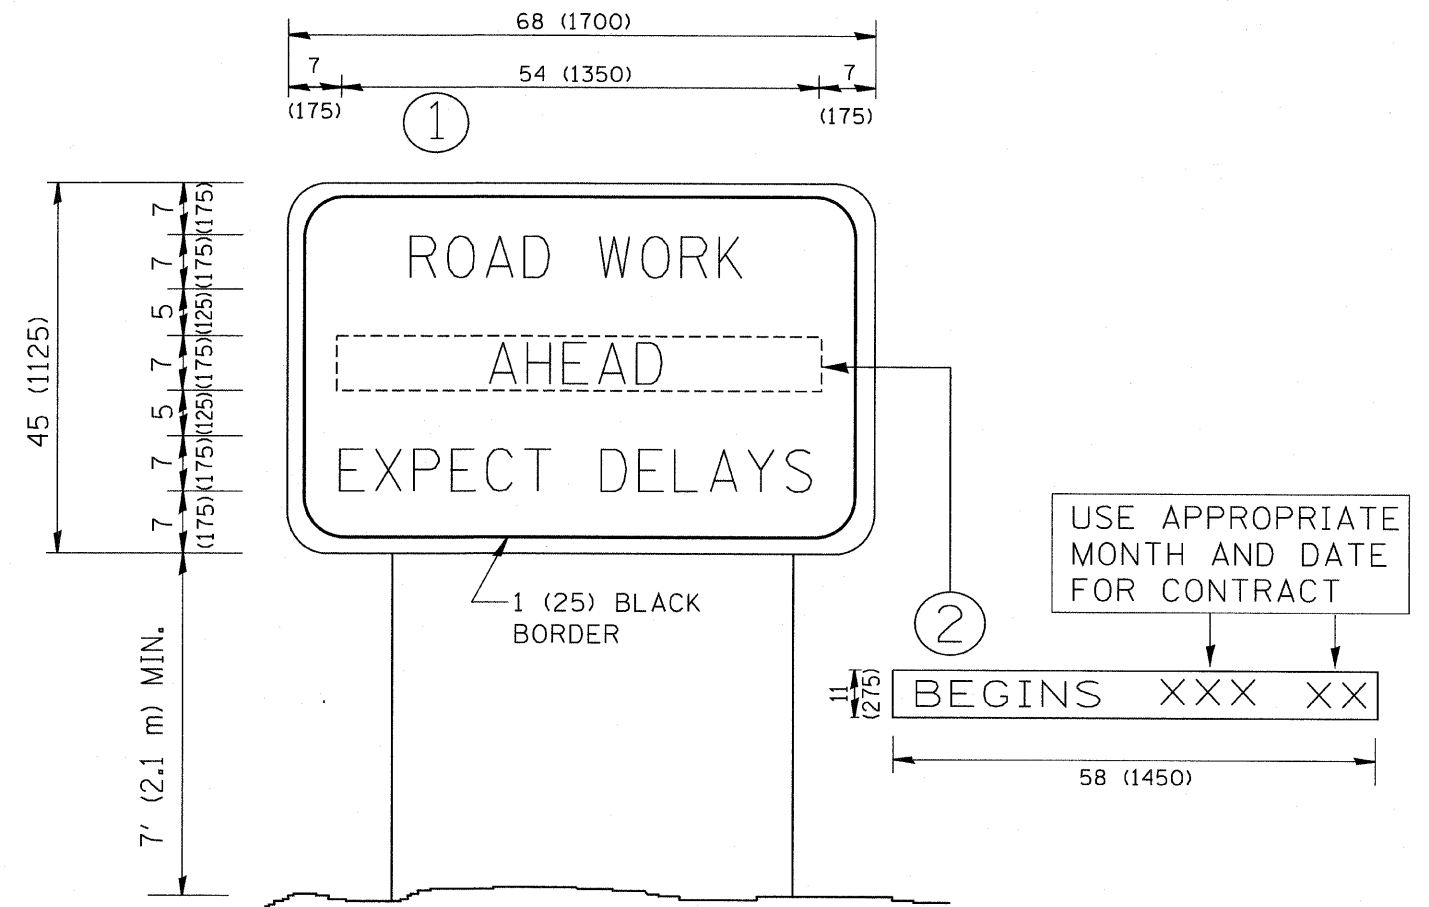 68 (1700)
7 54 (1350) 7
(175) (175)
1
7 (175)
7 (175)
5 (125)
7 (175)
5 (125)
7 (175)
7 (175)
45 (1125)
7' (2.1 m) MIN.
ROAD WORK
AHEAD
EXPECT DELAYS
1 (25) BLACK
BORDER
2
USE APPROPRIATE
MONTH AND DATE
FOR CONTRACT
11
(275)
BEGINS XXX XX
58 (1450)